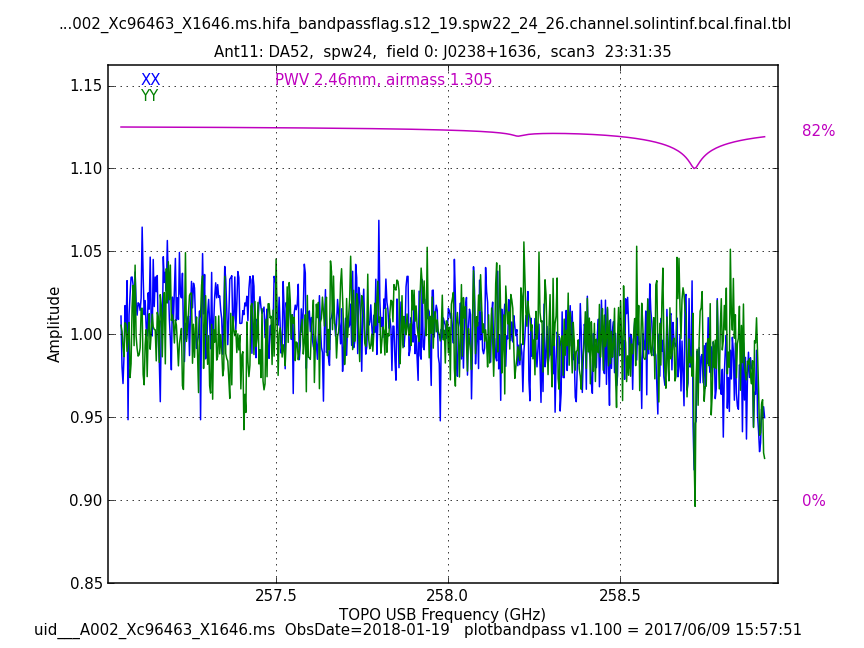 ...002_Xc96463_X1646.ms.hifa_bandpassflag.s12_19.spw22_24_26.channel.solintinf.bcal.final.tbl
Ant11: DA52,  spw24,  field 0: J0238+1636,  scan3  23:31:35
XX
PWV 2.46mm, airmass 1.305
YY
1.15
1.10
1.05
1.00
0.95
0.90
0.85
Amplitude
82%
0%
257.5
258.0
258.5
TOPO USB Frequency (GHz)
uid___A002_Xc96463_X1646.ms  ObsDate=2018-01-19   plotbandpass v1.100 = 2017/06/09 15:57:51